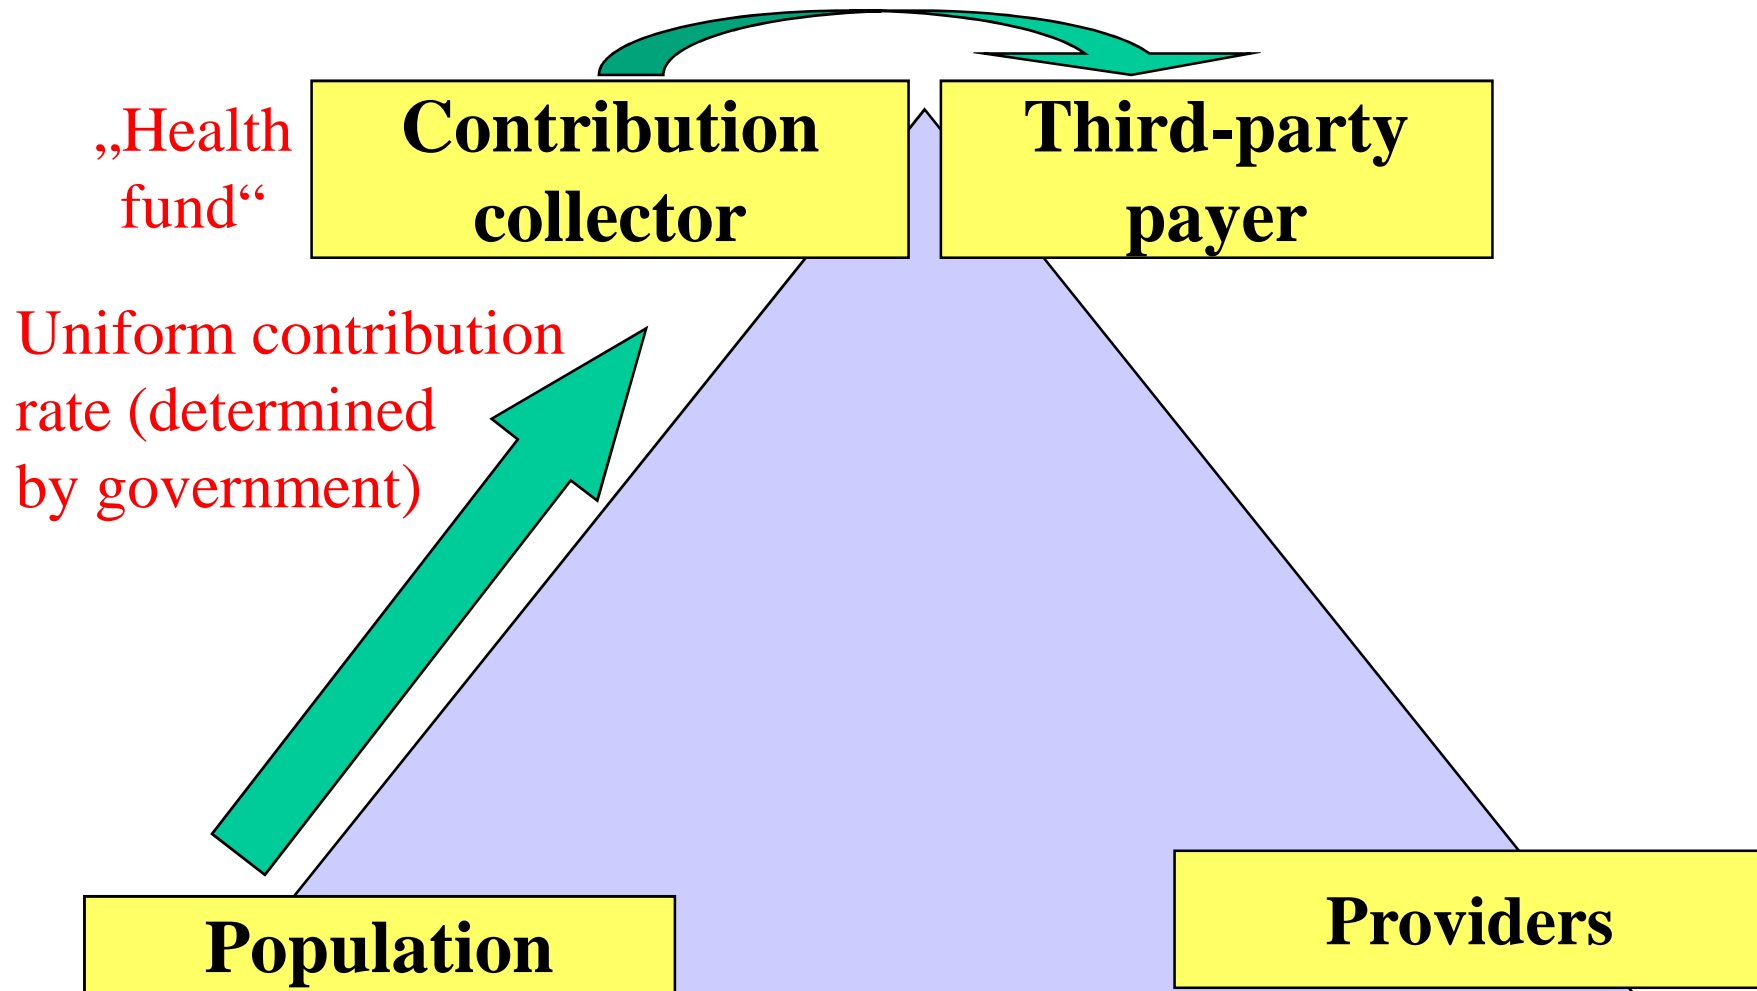 „Health
fund“
Contribution
collector
Third-party
payer
Uniform contribution
rate (determined
by government)
Population
Providers